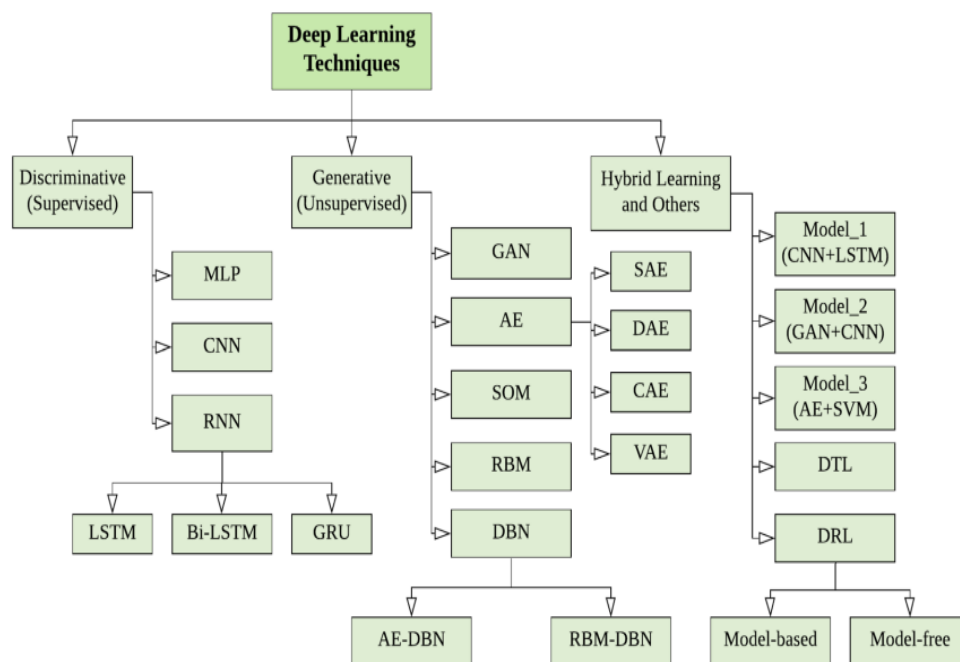 Deep Learning
Techniques
Discriminative
(Supervised)
MLP
CNN
RNN
LSTM
Bi-LSTM
GRU
Generative
(Unsupervised)
GAN
AE
SAE
DAE
CAE
VAE
SOM
RBM
DBN
AE-DBN
RBM-DBN
Hybrid Learning
and Others
Model_1
(CNN+LSTM)
Model_2
(GAN+CNN)
Model_3
(AE+SVM)
DTL
DRL
Model-based
Model-free